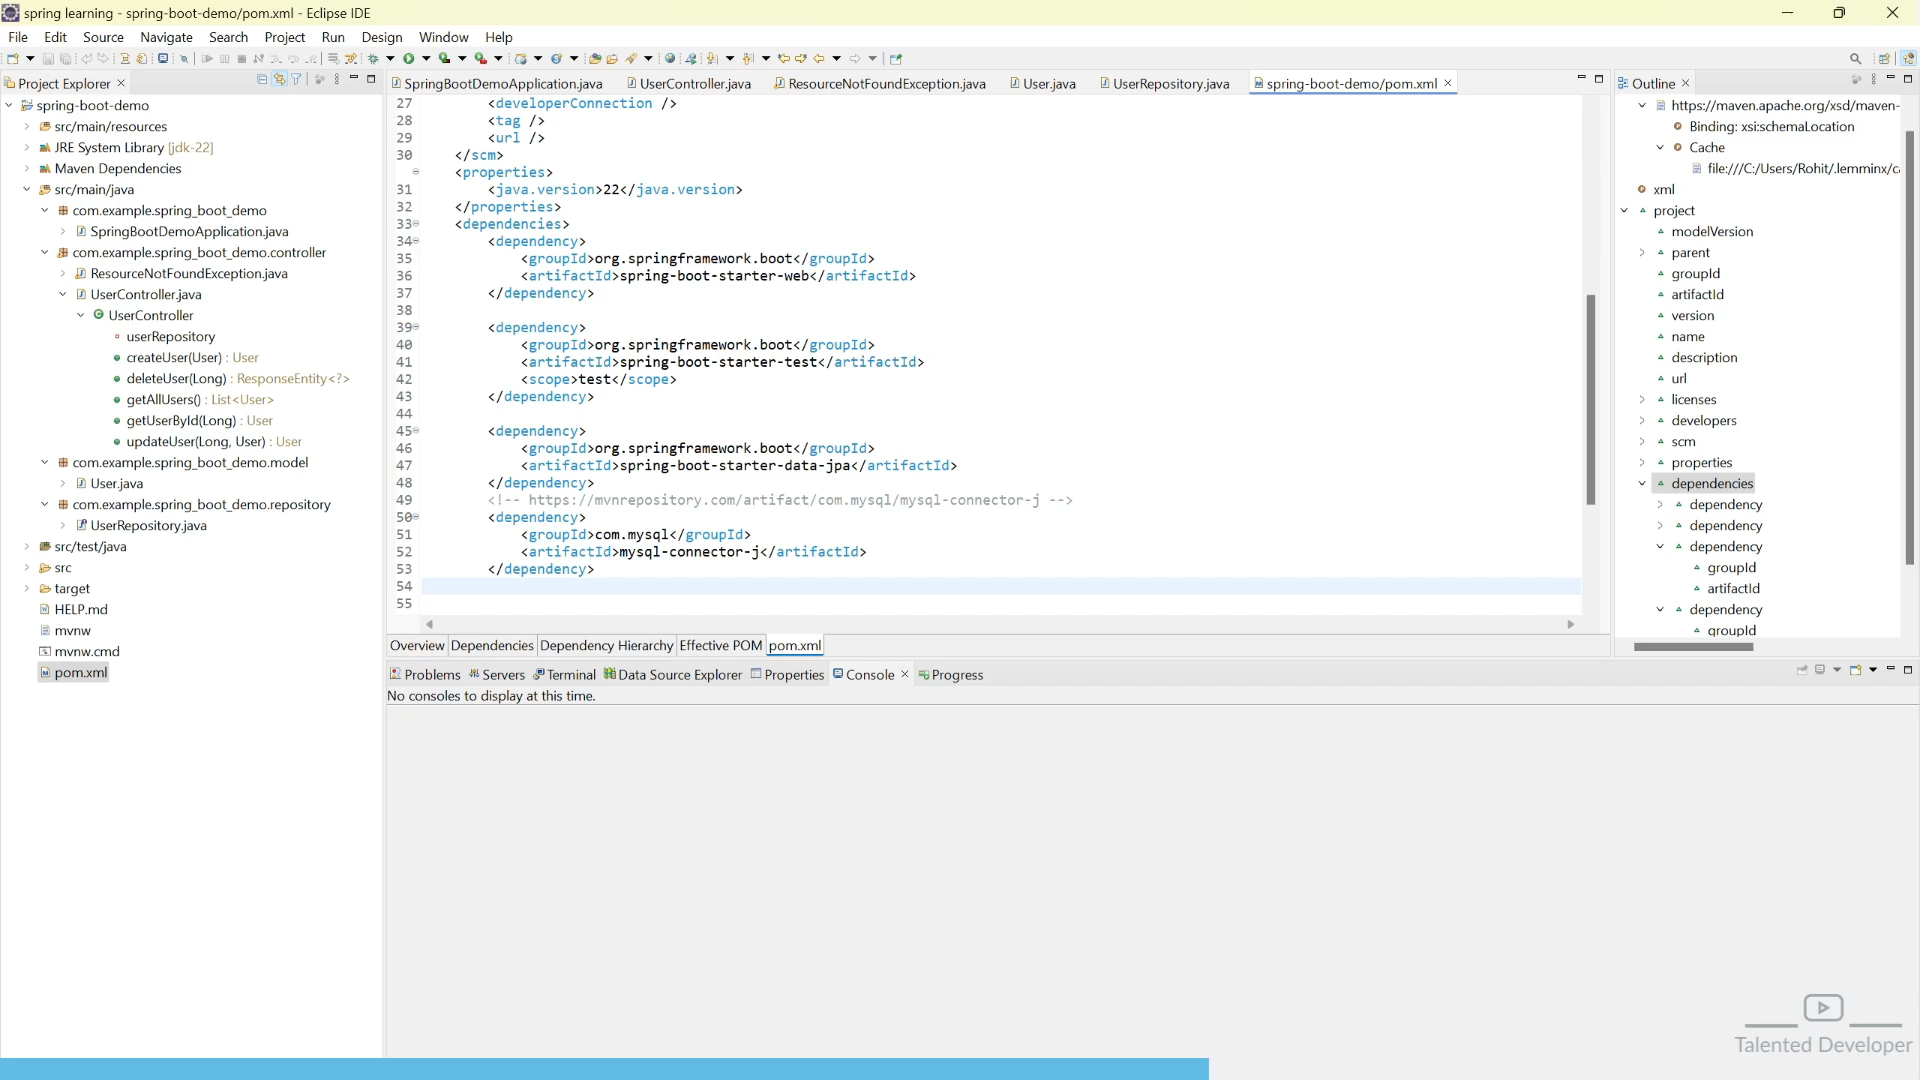 spring learning - spring-boot-demo/pom.xml - Eclipse IDE
File Edit Source Navigate Search Project Run Design Window Help
Project Explorer
spring-boot-demo
src/main/resources
JRE System Library [jdk-22]
Maven Dependencies
src/main/java
com.example.spring_boot_demo
SpringBootDemoApplication.java
com.example.spring_boot_demo.controller
ResourceNotFoundException.java
UserController.java
UserController
userRepository
createUser(User) : User
deleteUser(Long) : ResponseEntity<?>
getAllUsers() : List<User>
getUserById(Long) : User
updateUser(Long, User) : User
com.example.spring_boot_demo.model
User.java
com.example.spring_boot_demo.repository
UserRepository.java
src/test/java
src
target
HELP.md
mvnw
mvnw.cmd
pom.xml
SpringBootDemoApplication.java UserController.java ResourceNotFoundException.java User.java UserRepository.java spring-boot-demo/pom.xml
27 <developerConnection />
28 <tag />
29 <url />
30 </scm>
<properties>
31 <java.version>22</java.version>
32 </properties>
33 <dependencies>
34 <dependency>
35 <groupId>org.springframework.boot</groupId>
36 <artifactId>spring-boot-starter-web</artifactId>
37 </dependency>
38
39 <dependency>
40 <groupId>org.springframework.boot</groupId>
41 <artifactId>spring-boot-starter-test</artifactId>
42 <scope>test</scope>
43 </dependency>
44
45 <dependency>
46 <groupId>org.springframework.boot</groupId>
47 <artifactId>spring-boot-starter-data-jpa</artifactId>
48 </dependency>
49 <!-- https://mvnrepository.com/artifact/com.mysql/mysql-connector-j -->
50 <dependency>
51 <groupId>com.mysql</groupId>
52 <artifactId>mysql-connector-j</artifactId>
53 </dependency>
54
55
Overview Dependencies Dependency Hierarchy Effective POM pom.xml
Problems Servers Terminal Data Source Explorer Properties Console Progress
No consoles to display at this time.
Outline
https://maven.apache.org/xsd/maven-
Binding: xsi:schemaLocation
Cache
file:///C:/Users/Rohit/.lemminx/c
xml
project
modelVersion
parent
groupId
artifactId
version
name
description
url
licenses
developers
scm
properties
dependencies
dependency
dependency
dependency
groupId
artifactId
dependency
groupId
Talented Developer